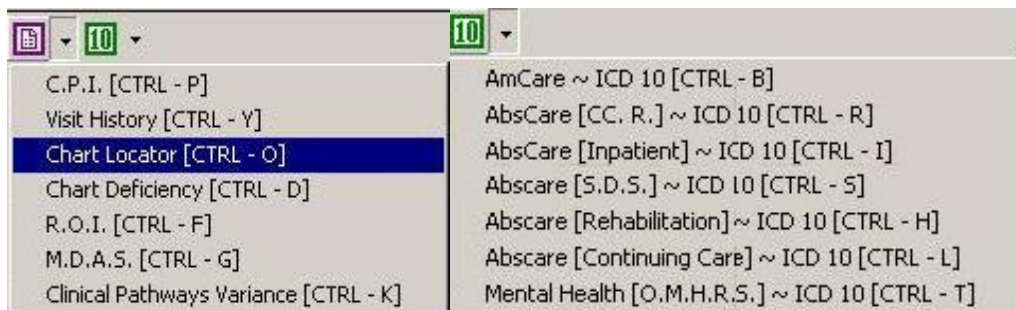 10
C.P.I. [CTRL - P]
Visit History [CTRL - Y]
Chart Locator [CTRL - O]
Chart Deficiency [CTRL - D]
R.O.I. [CTRL - F]
M.D.A.S. [CTRL - G]
Clinical Pathways Variance [CTRL - K]
10
AmCare ~ ICD 10 [CTRL - B]
AbsCare [CC. R.] ~ ICD 10 [CTRL - R]
AbsCare [Inpatient] ~ ICD 10 [CTRL - I]
Abscare [S.D.S.] ~ ICD 10 [CTRL - S]
Abscare [Rehabilitation] ~ ICD 10 [CTRL - H]
Abscare [Continuing Care] ~ ICD 10 [CTRL - L]
Mental Health [O.M.H.R.S.] ~ ICD 10 [CTRL - T]